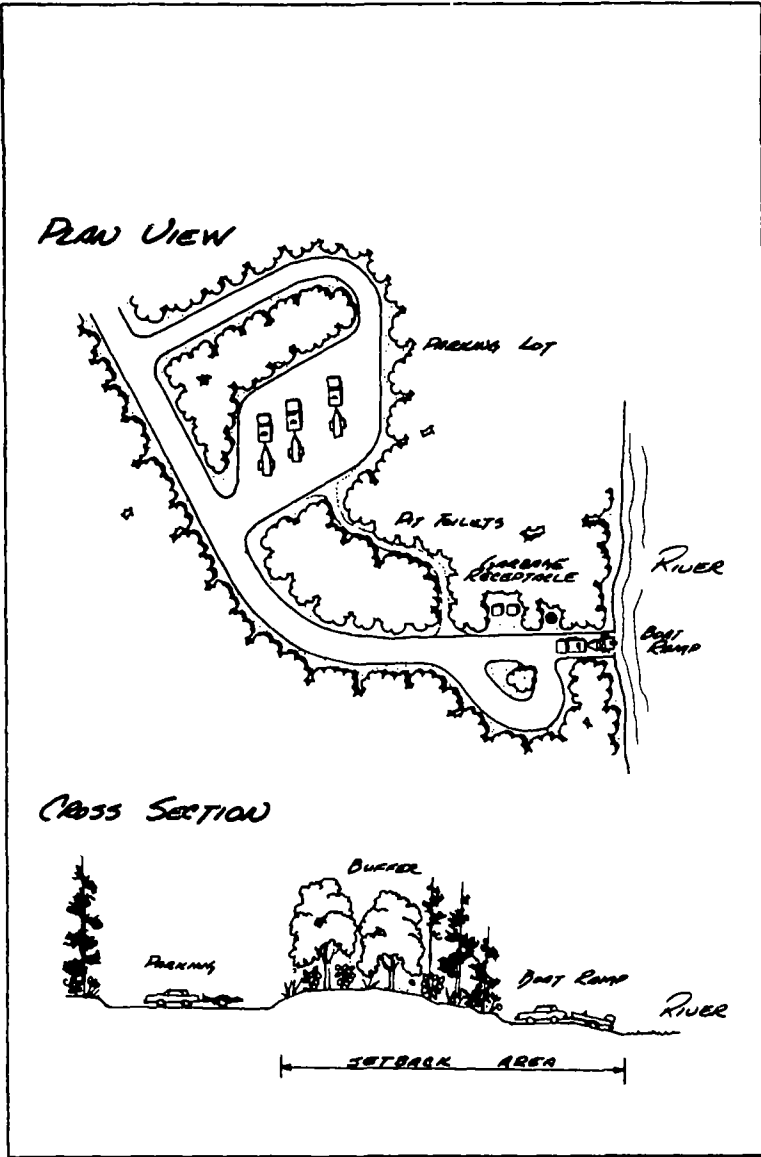 PLAN VIEW
PARKING LOT
PIT TOILETS
GARBAGE
RECEPTACLE
RIVER
BOAT
RAMP
CROSS SECTION
BUFFER
PARKING
BOAT RAMP
RIVER
SETBACK AREA